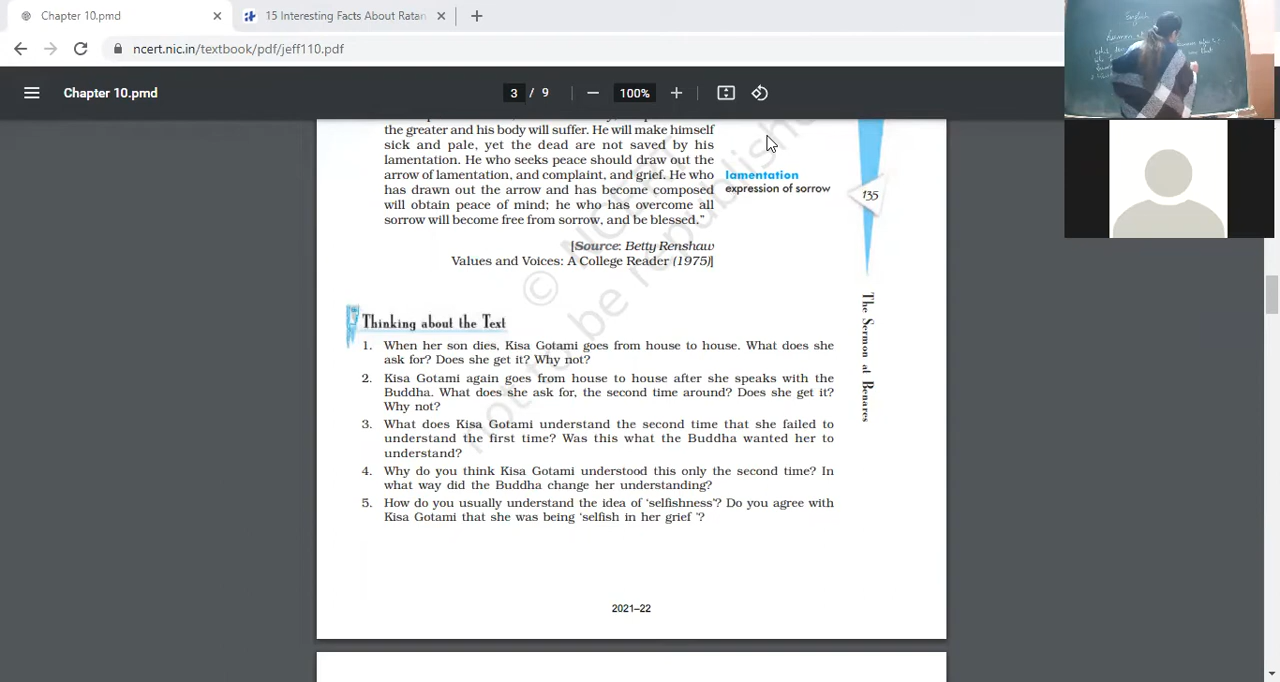 Chapter 10.pmd
15 Interesting Facts About Ratan
ncert.nic.in/textbook/pdf/jeff110.pdf
Chapter 10.pmd
3 / 9
100%
English
the greater and his body will suffer. He will make himself
sick and pale, yet the dead are not saved by his
lamentation. He who seeks peace should draw out the
arrow of lamentation, and complaint, and grief. He who
has drawn out the arrow and has become composed
will obtain peace of mind; he who has overcome all
sorrow will become free from sorrow, and be blessed."
lamentation
expression of sorrow
135
[Source: Betty Renshaw
Values and Voices: A College Reader (1975)]
The Sermon at Benares
Thinking about the Text
1. When her son dies, Kisa Gotami goes from house to house. What does she
ask for? Does she get it? Why not?
2. Kisa Gotami again goes from house to house after she speaks with the
Buddha. What does she ask for, the second time around? Does she get it?
Why not?
3. What does Kisa Gotami understand the second time that she failed to
understand the first time? Was this what the Buddha wanted her to
understand?
4. Why do you think Kisa Gotami understood this only the second time? In
what way did the Buddha change her understanding?
5. How do you usually understand the idea of 'selfishness'? Do you agree with
Kisa Gotami that she was being 'selfish in her grief '?
© NCERT
not to be republished
2021–22